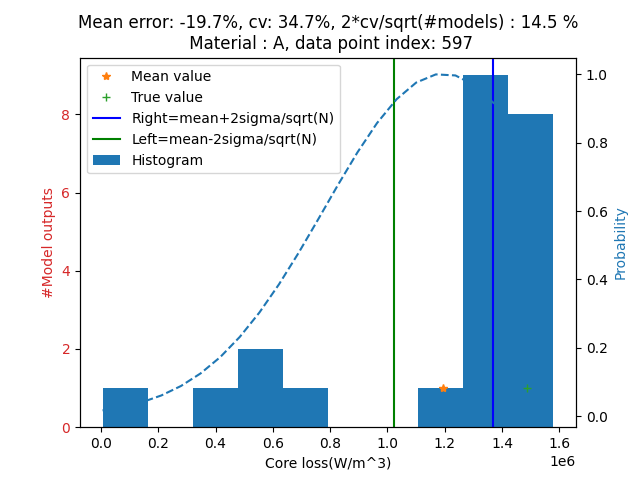 Mean error: -19.7%, cv: 34.7%, 2*cv/sqrt(#models) : 14.5 %
Material : A, data point index: 597
Mean value
True value
Right=mean+2sigma/sqrt(N)
Left=mean-2sigma/sqrt(N)
Histogram
#Model outputs
8
6
4
2
0
1.0
0.8
0.6
0.4
0.2
0.0
Probability
0.0 0.2 0.4 0.6 0.8 1.0 1.2 1.4 1.6
1e6
Core loss(W/m^3)